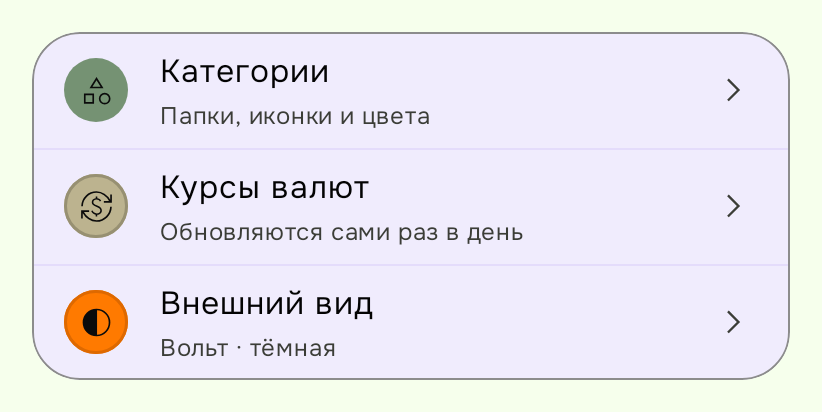 Категории
Папки, иконки и цвета
Курсы валют
Обновляются сами раз в день
Внешний вид
Вольт · тёмная